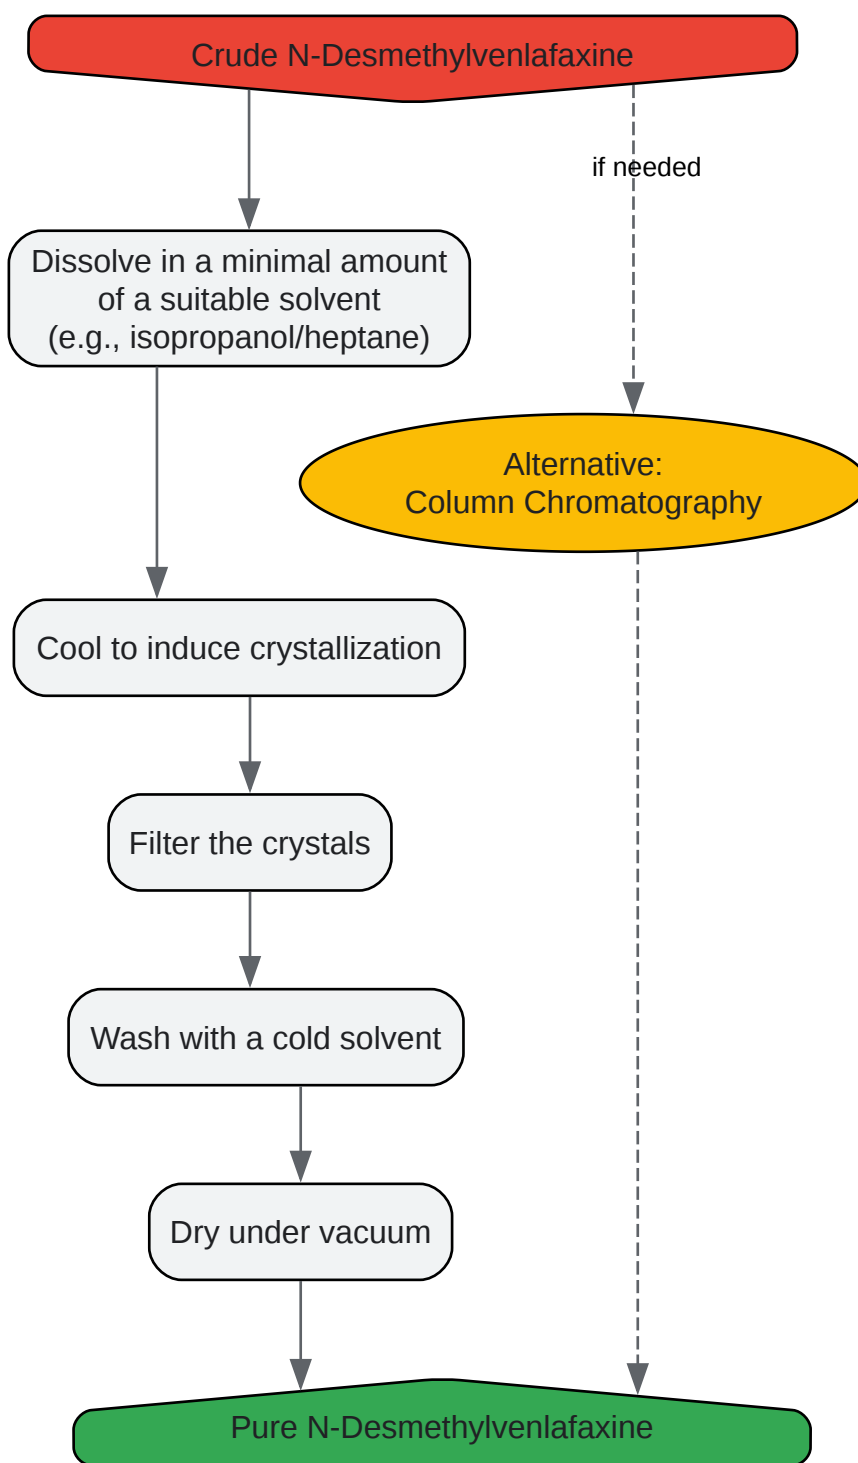 Crude N-Desmethylvenlafaxine
if needed
Dissolve in a minimal amount
of a suitable solvent
(e.g., isopropanol/heptane)
Alternative:
Column Chromatography
Cool to induce crystallization
Filter the crystals
Wash with a cold solvent
Dry under vacuum
Pure N-Desmethylvenlafaxine